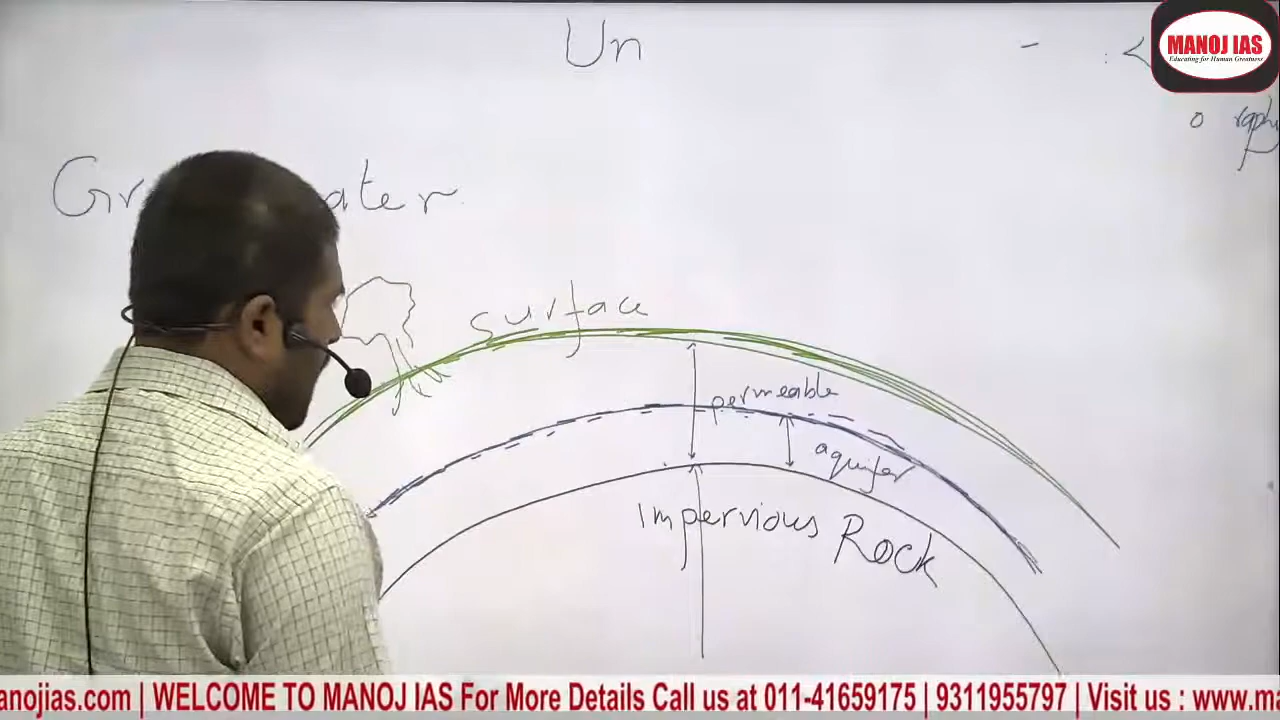 Un
MANOJ IAS
Educating for Human Greatness
surface
permeable
aquifer
Impervious Rock
anojias.com | WELCOME TO MANOJ IAS For More Details Call us at 011-41659175 | 9311955797 | Visit us : www.ma